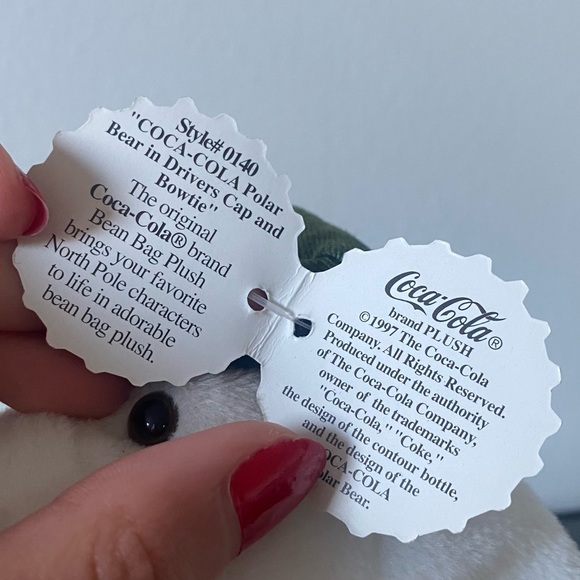 Style# 0140
"COCA-COLA Polar
Bear in Drivers Cap and
Bowtie"
The original
Coca-Cola® brand
Bean Bag Plush
brings your favorite
North Pole characters
to life in adorable
bean bag plush.
Coca-Cola®
brand PLUSH
©1997 The Coca-Cola
Company. All Rights Reserved.
Produced under the authority
of The Coca-Cola Company,
owner of the trademarks
"Coca-Cola," "Coke,"
the design of the contour bottle,
and the design of the
COCA-COLA
Polar Bear.